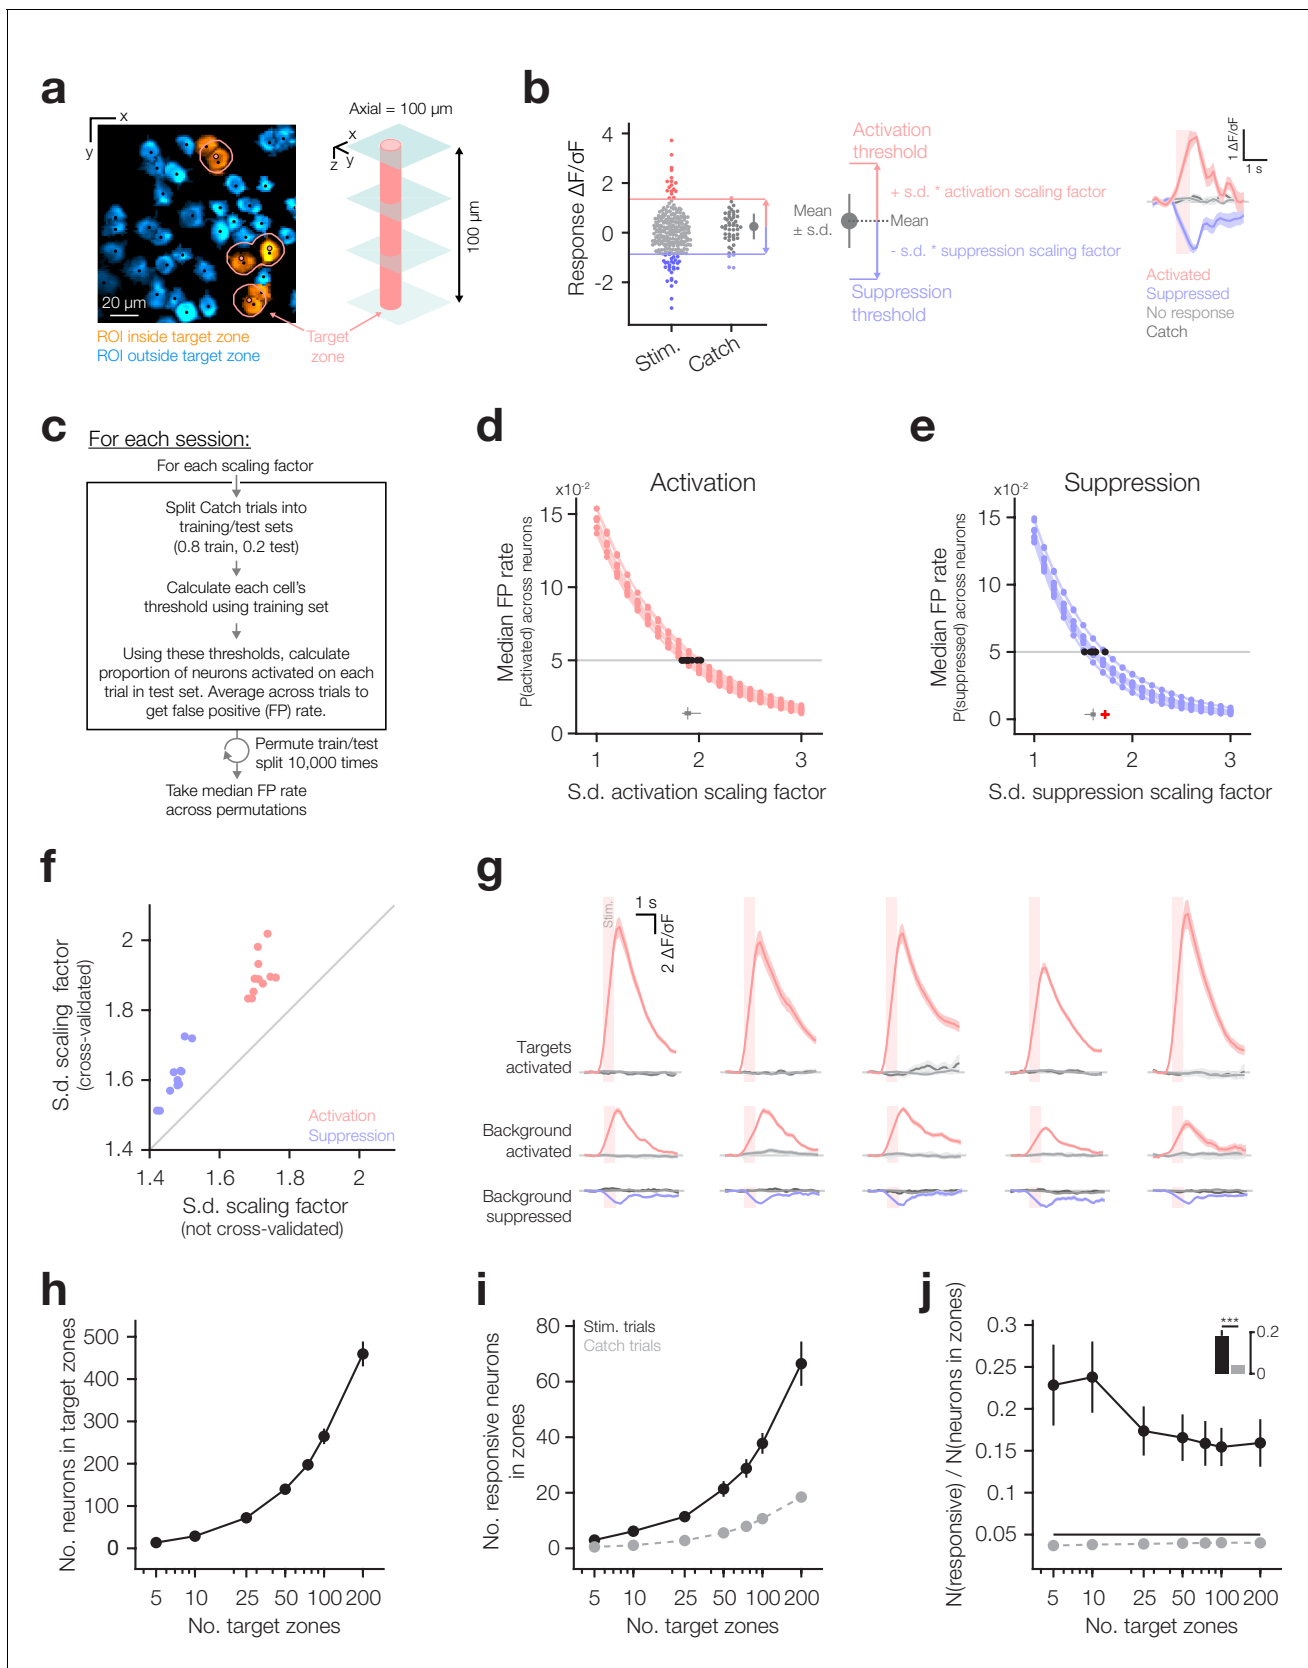 a
x
y
20 µm
ROI inside target zone
ROI outside target zone
Axial = 100 µm
x
y
z
100 µm
Target
zone
b
Response ΔF/σF
4
2
0
-2
Stim.
Catch
Mean
± s.d.
Activation
threshold
+ s.d. * activation scaling factor
Mean
- s.d. * suppression scaling factor
Suppression
threshold
1 ΔF/σF
1 s
Activated
Suppressed
No response
Catch
c
For each session:
For each scaling factor
Split Catch trials into
training/test sets
(0.8 train, 0.2 test)
Calculate each cell's
threshold using training set
Using these thresholds, calculate
proportion of neurons activated on each
trial in test set. Average across trials to
get false positive (FP) rate.
Permute train/test
split 10,000 times
Take median FP rate
across permutations
d
Activation
x10-2
Median FP rate
P(activated) across neurons
15
10
5
0
1
2
3
S.d. activation scaling factor
e
Suppression
x10-2
Median FP rate
P(suppressed) across neurons
15
10
5
0
1
2
3
S.d. suppression scaling factor
f
S.d. scaling factor
(cross-validated)
2
1.8
1.6
1.4
Activation
Suppression
1.4
1.6
1.8
2
S.d. scaling factor
(not cross-validated)
g
Stim.
1 s
2 ΔF/σF
Targets
activated
Background
activated
Background
suppressed
h
No. neurons in target zones
500
400
300
200
100
0
5 10 25 50 100 200
No. target zones
i
No. responsive neurons
in zones
Stim. trials
Catch trials
80
60
40
20
0
5 10 25 50 100 200
No. target zones
j
N(responsive) / N(neurons in zones)
0.3
0.25
0.2
0.15
0.1
0.05
***
0.2
0
5 10 25 50 100 200
No. target zones